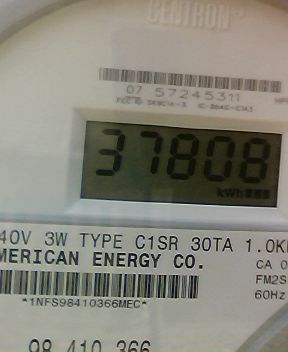 CENTRON
07 57245311
37808
kWh
40V 3W TYPE C1SR 30TA 1.0K
MERICAN ENERGY CO.
CA 0
FM2S
60Hz
*1NFS98410366MEC*
98 410 366